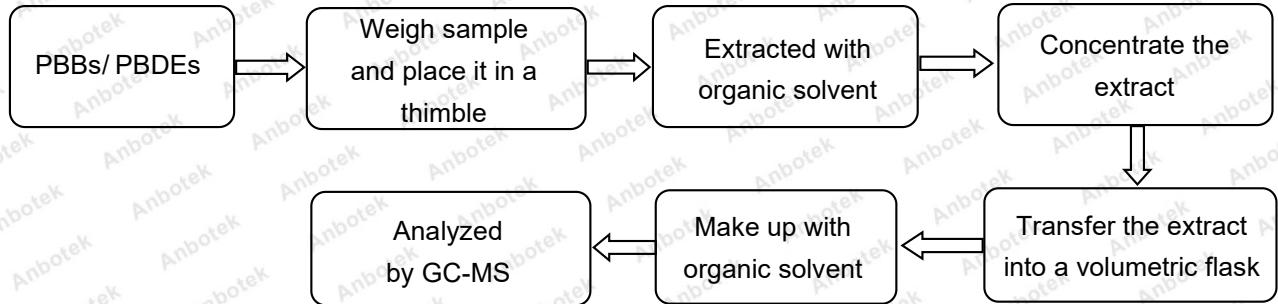 PBBs/ PBDEs
Weigh sample
and place it in a
thimble
Extracted with
organic solvent
Concentrate the
extract
Transfer the extract
into a volumetric flask
Make up with
organic solvent
Analyzed
by GC-MS
Anbotek